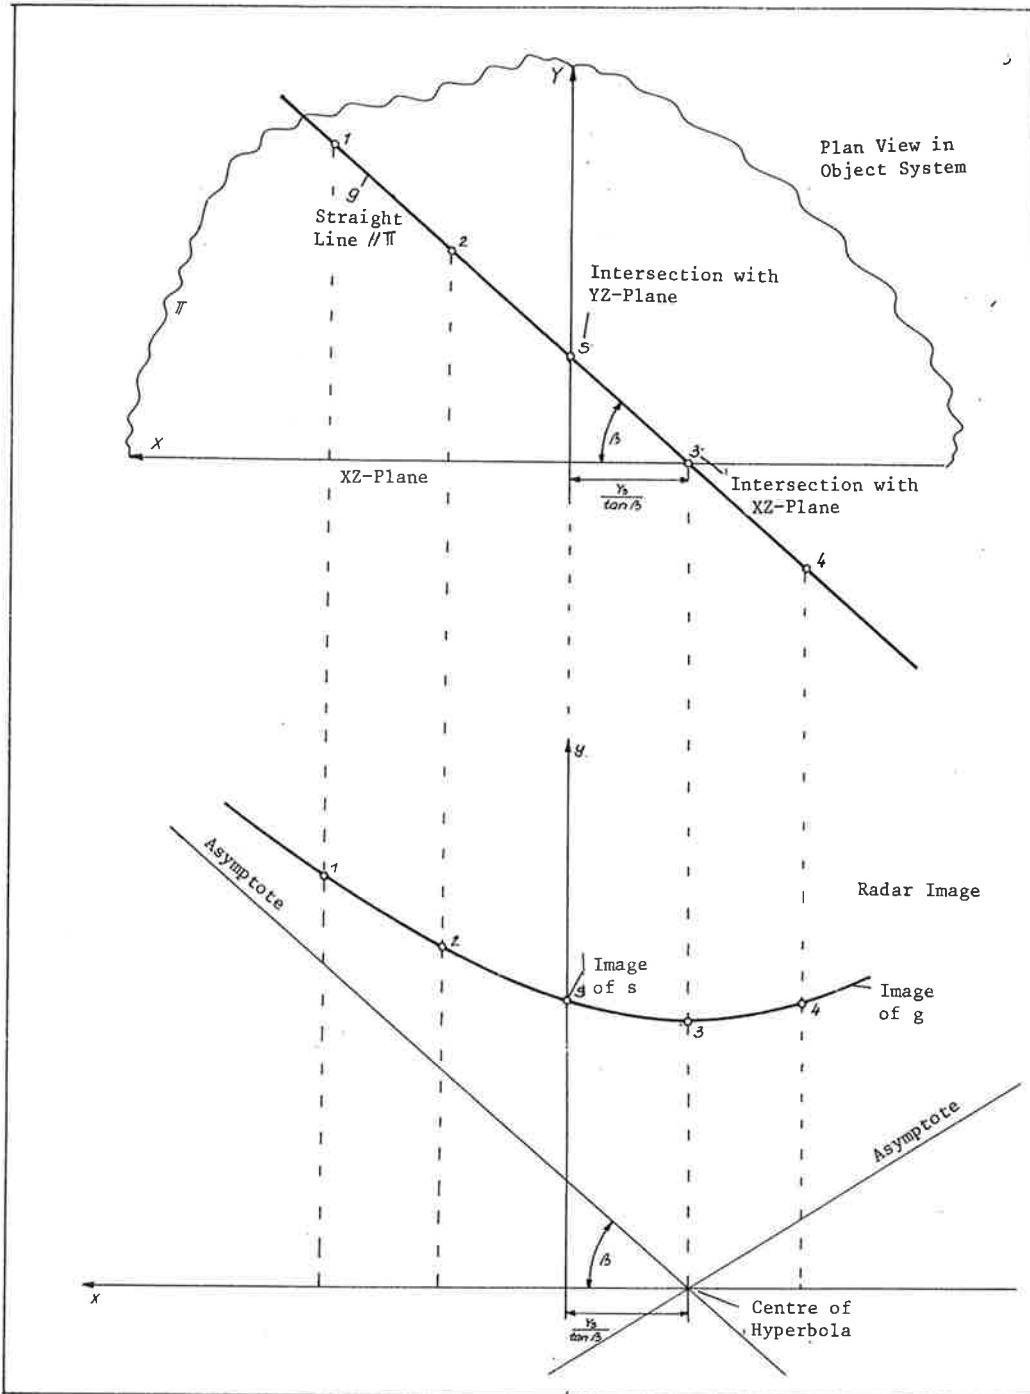 Y
Plan View in
Object System
1
g
Straight
Line //π
2
Intersection with
YZ-Plane
π
S
β
X
3
XZ-Plane
Intersection with
XZ-Plane
Ys
tan β
4
y
Asymptote
1
Radar Image
2
S
Image
of s
3
4
Image
of g
Asymptote
β
x
Ys
tan β
Centre of
Hyperbola